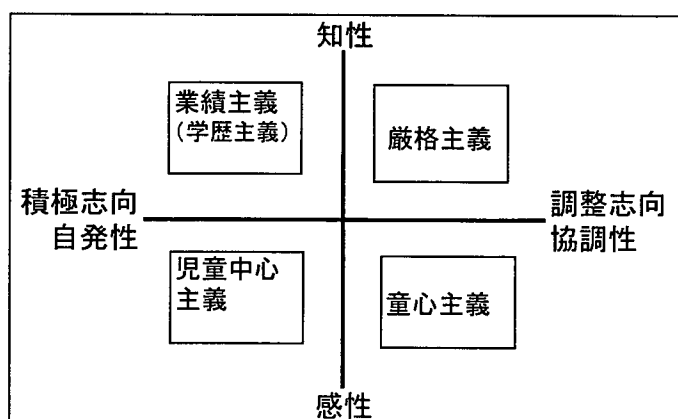 知性
業績主義
(学歴主義)
厳格主義
積極志向
自発性
調整志向
協調性
児童中心
主義
童心主義
感性